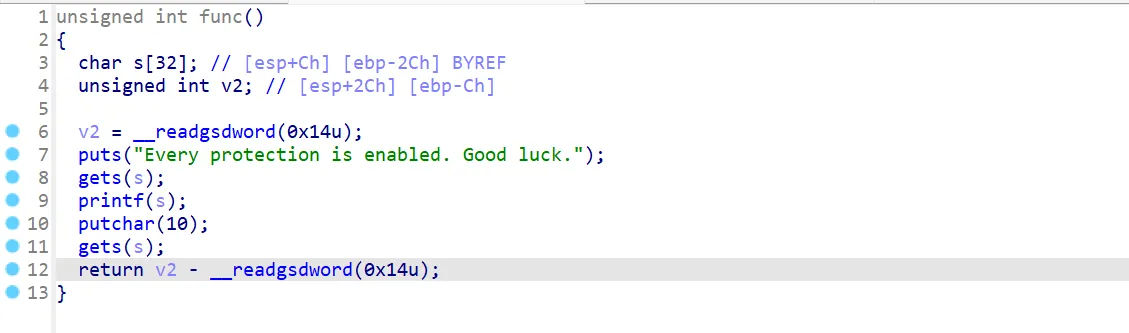 1 unsigned int func()
2 {
3 char s[32]; // [esp+Ch] [ebp-2Ch] BYREF
4 unsigned int v2; // [esp+2Ch] [ebp-Ch]
5
6 v2 = __readgsdword(0x14u);
7 puts("Every protection is enabled. Good luck.");
8 gets(s);
9 printf(s);
10 putchar(10);
11 gets(s);
12 return v2 - __readgsdword(0x14u);
13 }